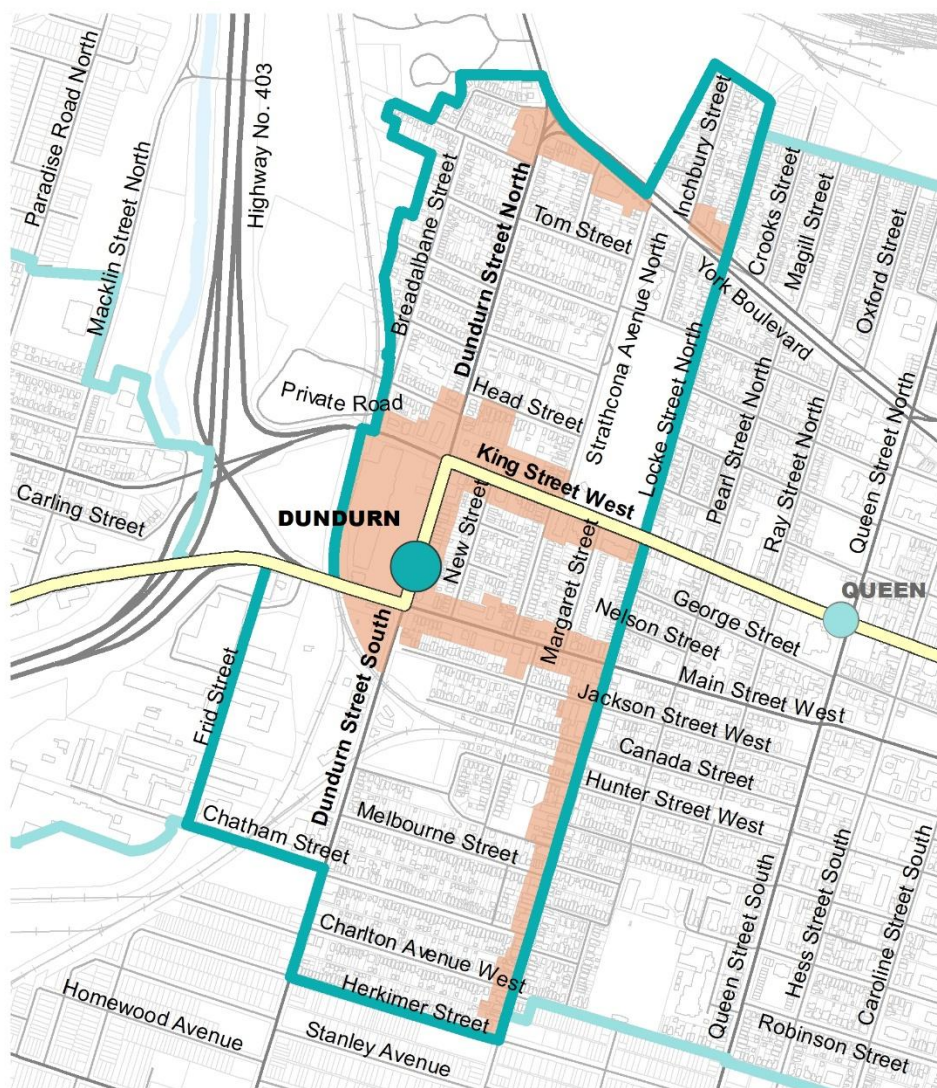 Paradise Road North
Macklin Street North
Highway No. 403
Breadalbane Street
Dundurn Street North
Tom Street
Inchbury Street
Strathcona Avenue North
Crooks Street
Magill Street
Oxford Street
York Boulevard
Locke Street North
Private Road
Head Street
Pearl Street North
Ray Street North
Queen Street North
Carling Street
DUNDURN
King Street West
New Street
QUEEN
Margaret Street
George Street
Nelson Street
Main Street West
Frid Street
Dundurn Street South
Jackson Street West
Canada Street
Hunter Street West
Chatham Street
Melbourne Street
Charlton Avenue West
Queen Street South
Hess Street South
Caroline Street South
Herkimer Street
Homewood Avenue
Stanley Avenue
Robinson Street